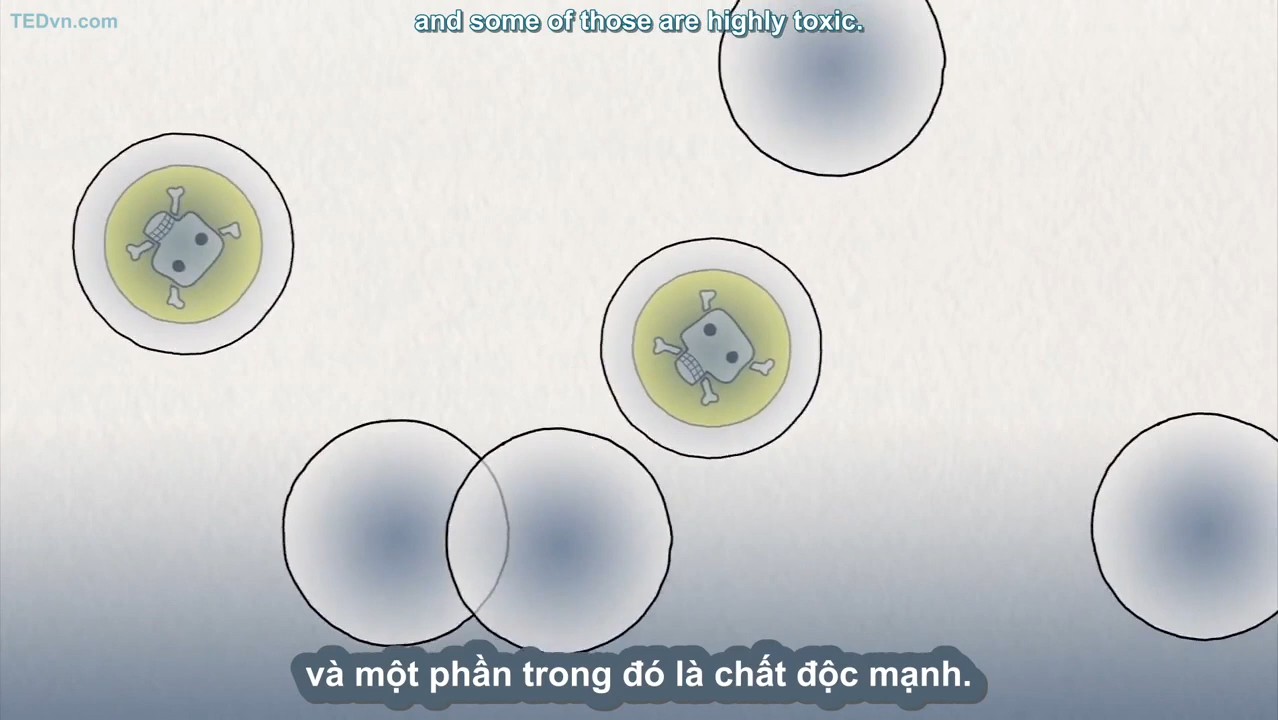 TEDvn.com
and some of those are highly toxic.
và một phần trong đó là chất độc mạnh.